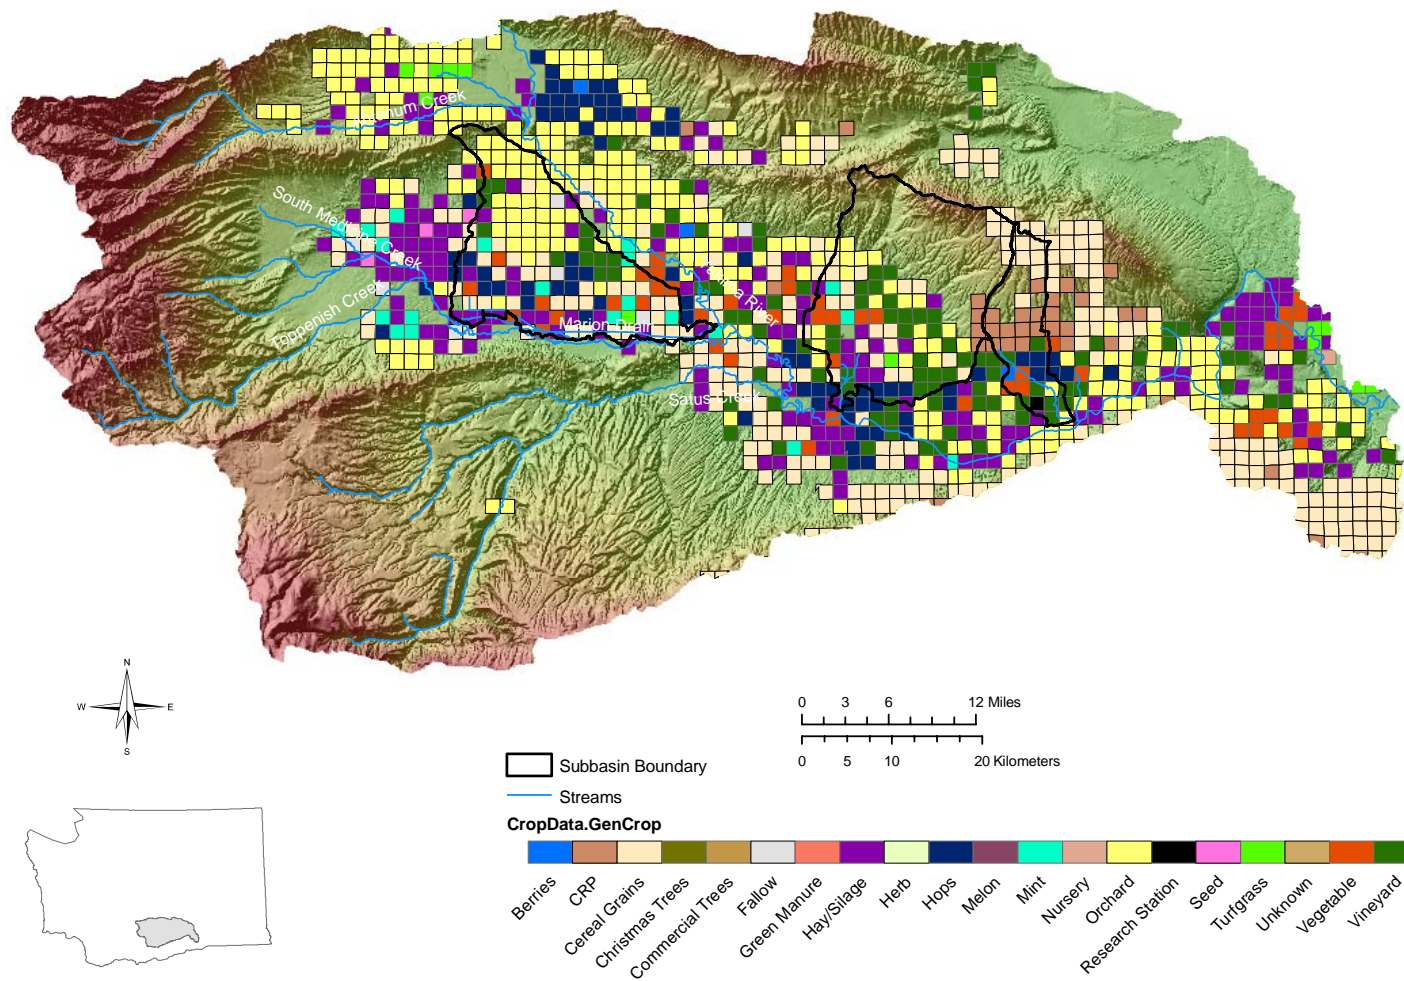 Ahtanum Creek
South Medicine Creek
Toppenish Creek
Yakima River
Marion Drain
Satus Creek
N
W E
S
0 3 6 12 Miles
0 5 10 20 Kilometers
Subbasin Boundary
Streams
CropData.GenCrop
Berries
CRP
Cereal Grains
Christmas Trees
Commercial Trees
Fallow
Green Manure
Hay/Silage
Herb
Hops
Melon
Mint
Nursery
Orchard
Research Station
Seed
Turfgrass
Unknown
Vegetable
Vineyard